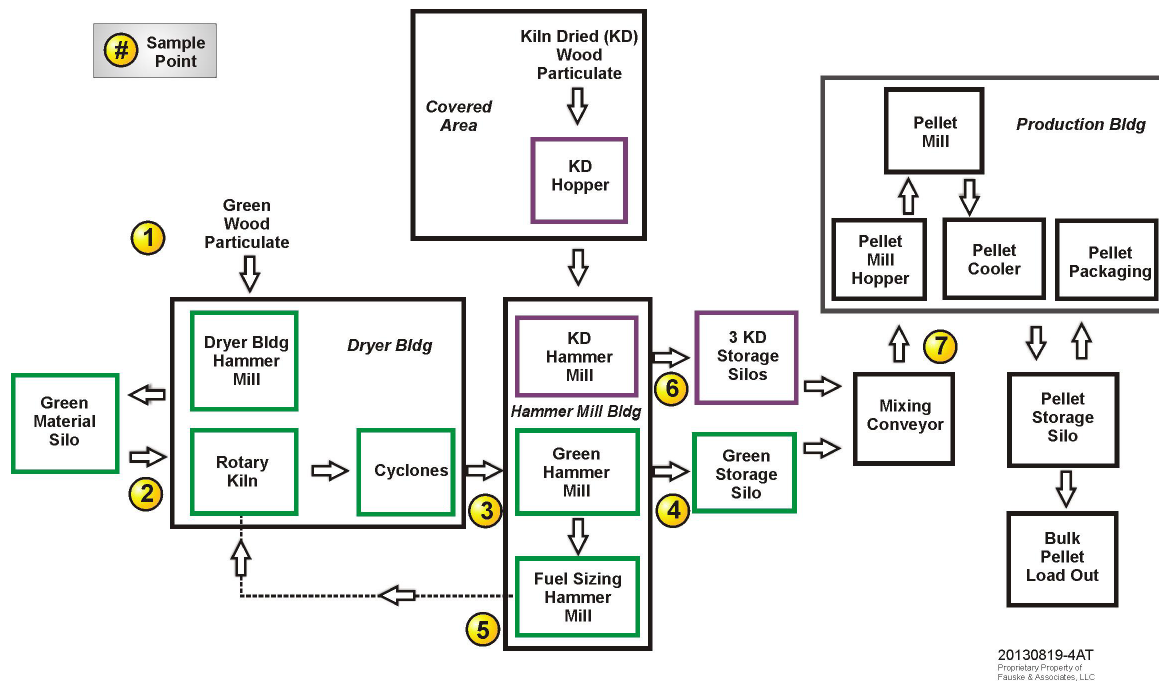 #
Sample
Point
Kiln Dried (KD)
Wood
Particulate
Covered
Area
KD
Hopper
Production Bldg
Pellet
Mill
Pellet
Mill
Hopper
Pellet
Cooler
Pellet
Packaging
1
Green
Wood
Particulate
Dryer Bldg
Hammer
Mill
Dryer Bldg
Green
Material
Silo
2
Rotary
Kiln
Cyclones
3
KD
Hammer
Mill
Hammer Mill Bldg
Green
Hammer
Mill
Fuel Sizing
Hammer
Mill
5
6
3 KD
Storage
Silos
4
Green
Storage
Silo
Mixing
Conveyor
7
Pellet
Storage
Silo
Bulk
Pellet
Load Out
20130819-4AT
Proprietary Property of
Fauske & Associates, LLC